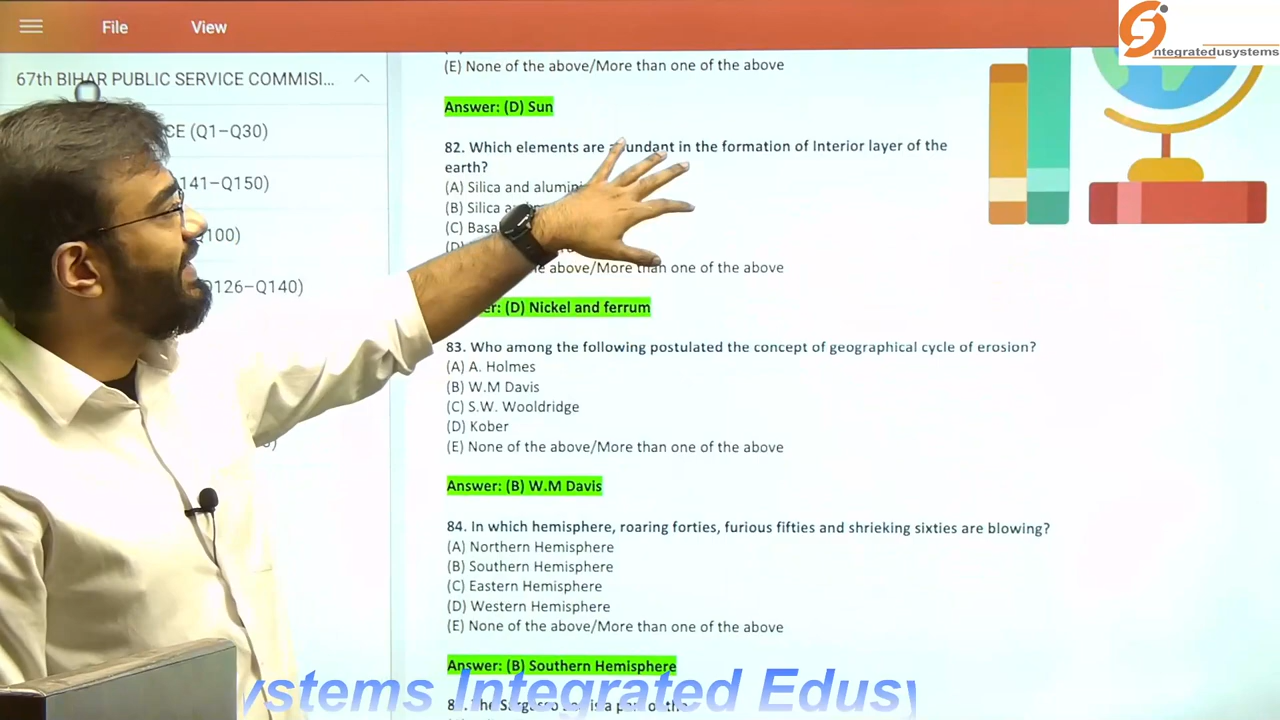 File View
ntegratedusystems
67th BIHAR PUBLIC SERVICE COMMISI...
CE (Q1–Q30)
141–Q150)
100)
Q126–Q140)
(E) None of the above/More than one of the above
Answer: (D) Sun
82. Which elements are abundant in the formation of Interior layer of the
earth?
(A) Silica and alumini
(B) Silica
(C) Basa
(D)
above/More than one of the above
(D) Nickel and ferrum
83. Who among the following postulated the concept of geographical cycle of erosion?
(A) A. Holmes
(B) W.M Davis
(C) S.W. Wooldridge
(D) Kober
(E) None of the above/More than one of the above
Answer: (B) W.M Davis
84. In which hemisphere, roaring forties, furious fifties and shrieking sixties are blowing?
(A) Northern Hemisphere
(B) Southern Hemisphere
(C) Eastern Hemisphere
(D) Western Hemisphere
(E) None of the above/More than one of the above
Answer: (B) Southern Hemisphere
ystems Integrated Edusy